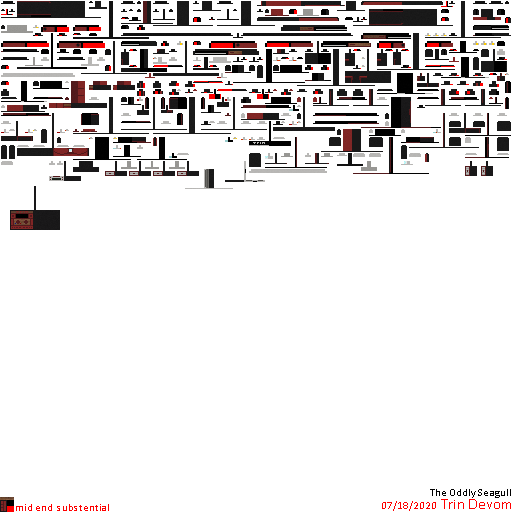 The Oddly Seagull
07/18/2020 Trin Devom
mid end substential